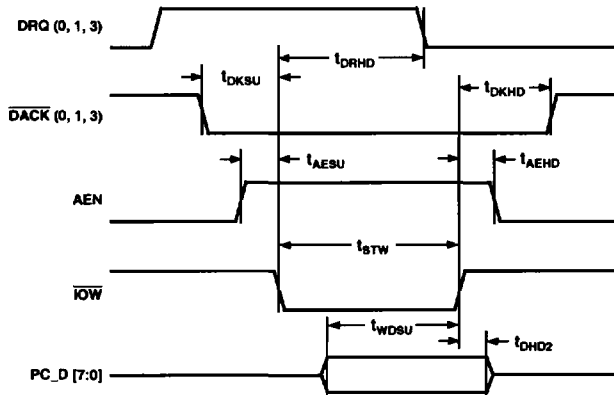 DRQ (0, 1, 3)
tDRHD
tDKSU
tDKHD
DACK (0, 1, 3)
tAESU
tAEHD
AEN
tSTW
IOW
tWDSU
tDHD2
PC_D [7:0]